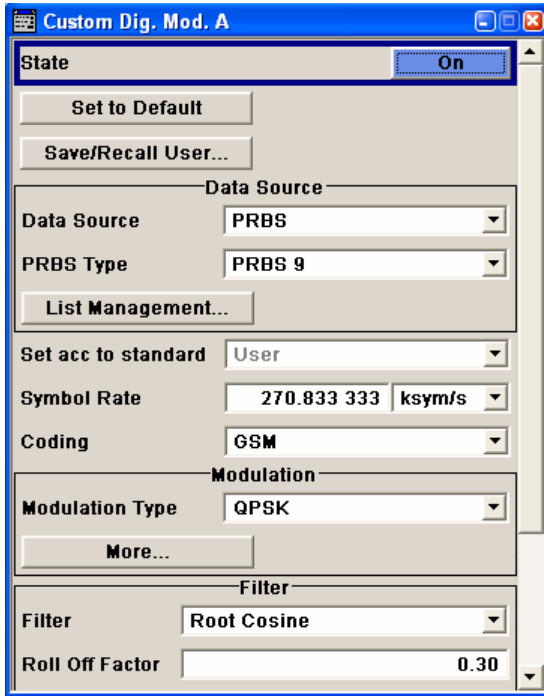 Custom Dig. Mod. A
State On
Set to Default
Save/Recall User...
Data Source
Data Source PRBS
PRBS Type PRBS 9
List Management...
Set acc to standard User
Symbol Rate 270.833 333 ksym/s
Coding GSM
Modulation
Modulation Type QPSK
More...
Filter
Filter Root Cosine
Roll Off Factor 0.30